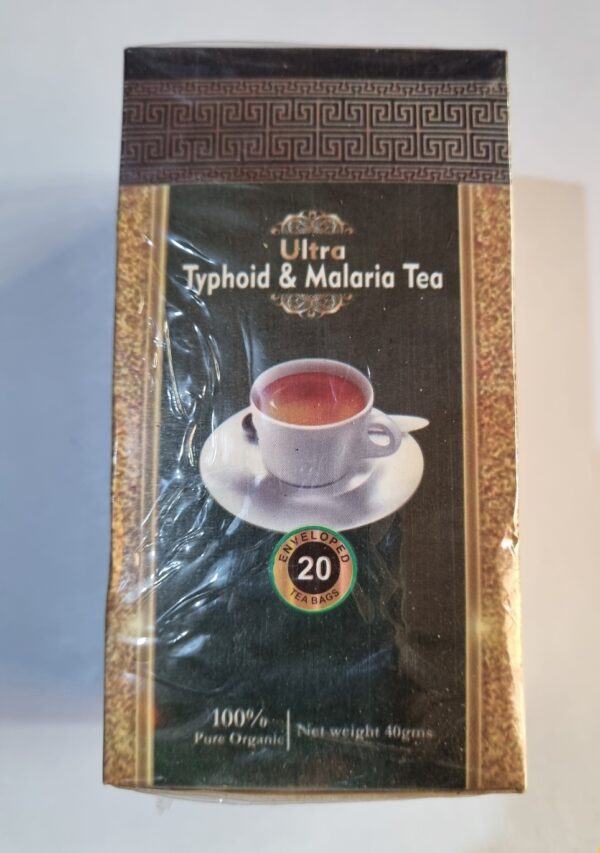 Ultra
Typhoid & Malaria Tea
ENVELOPED
20
TEA BAGS
100%
Pure Organic
Net weight 40gms